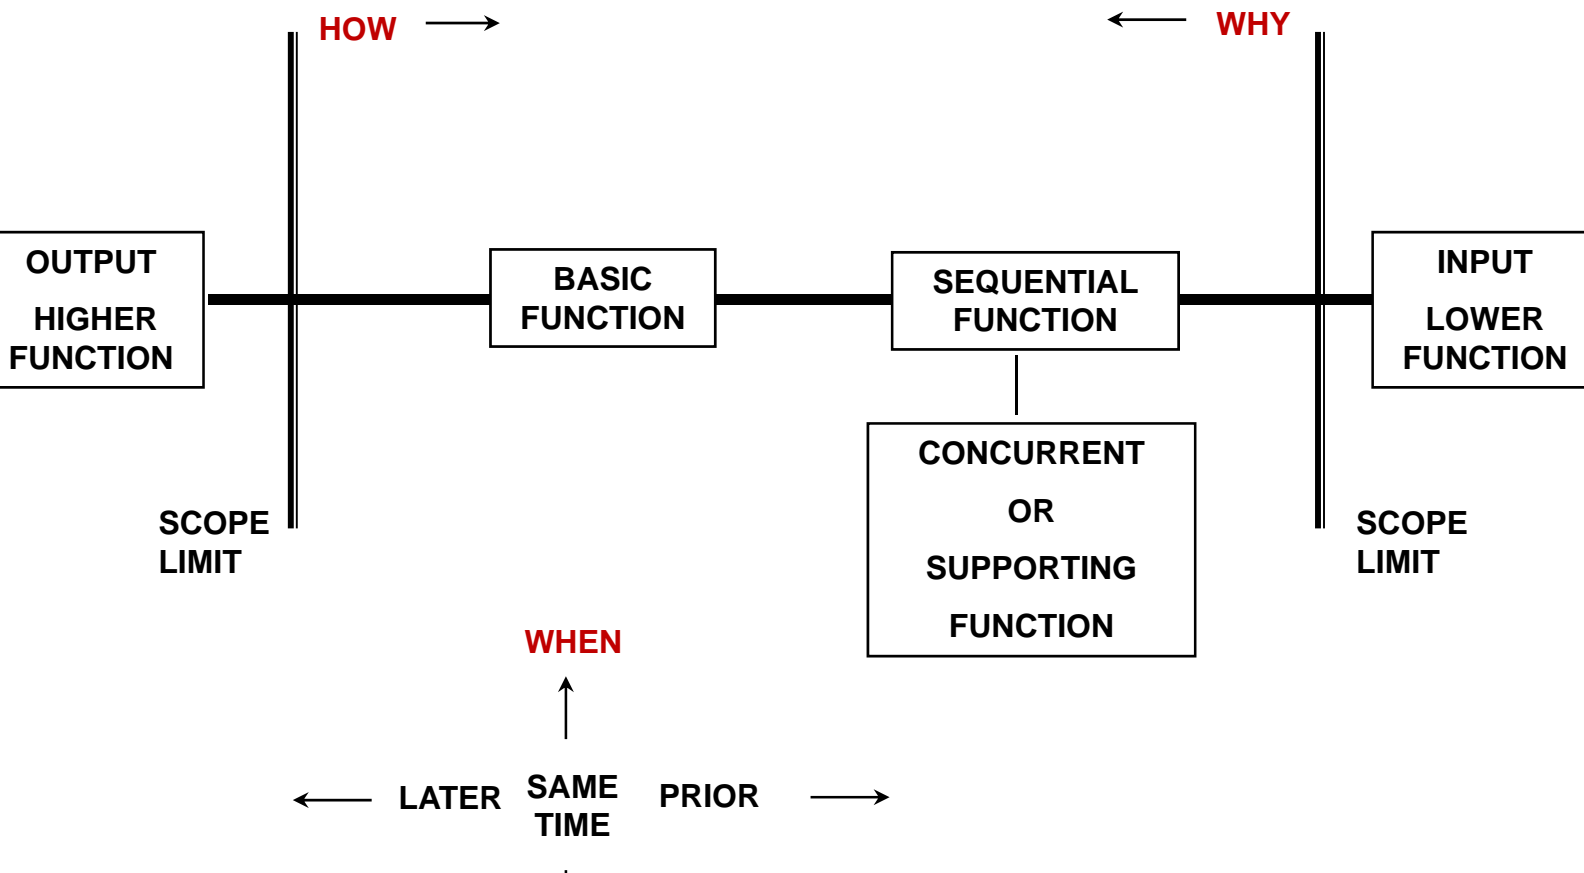 HOW
WHY
OUTPUT
HIGHER
FUNCTION
BASIC
FUNCTION
SEQUENTIAL
FUNCTION
INPUT
LOWER
FUNCTION
CONCURRENT
OR
SUPPORTING
FUNCTION
SCOPE
LIMIT
SCOPE
LIMIT
WHEN
LATER
SAME
TIME
PRIOR